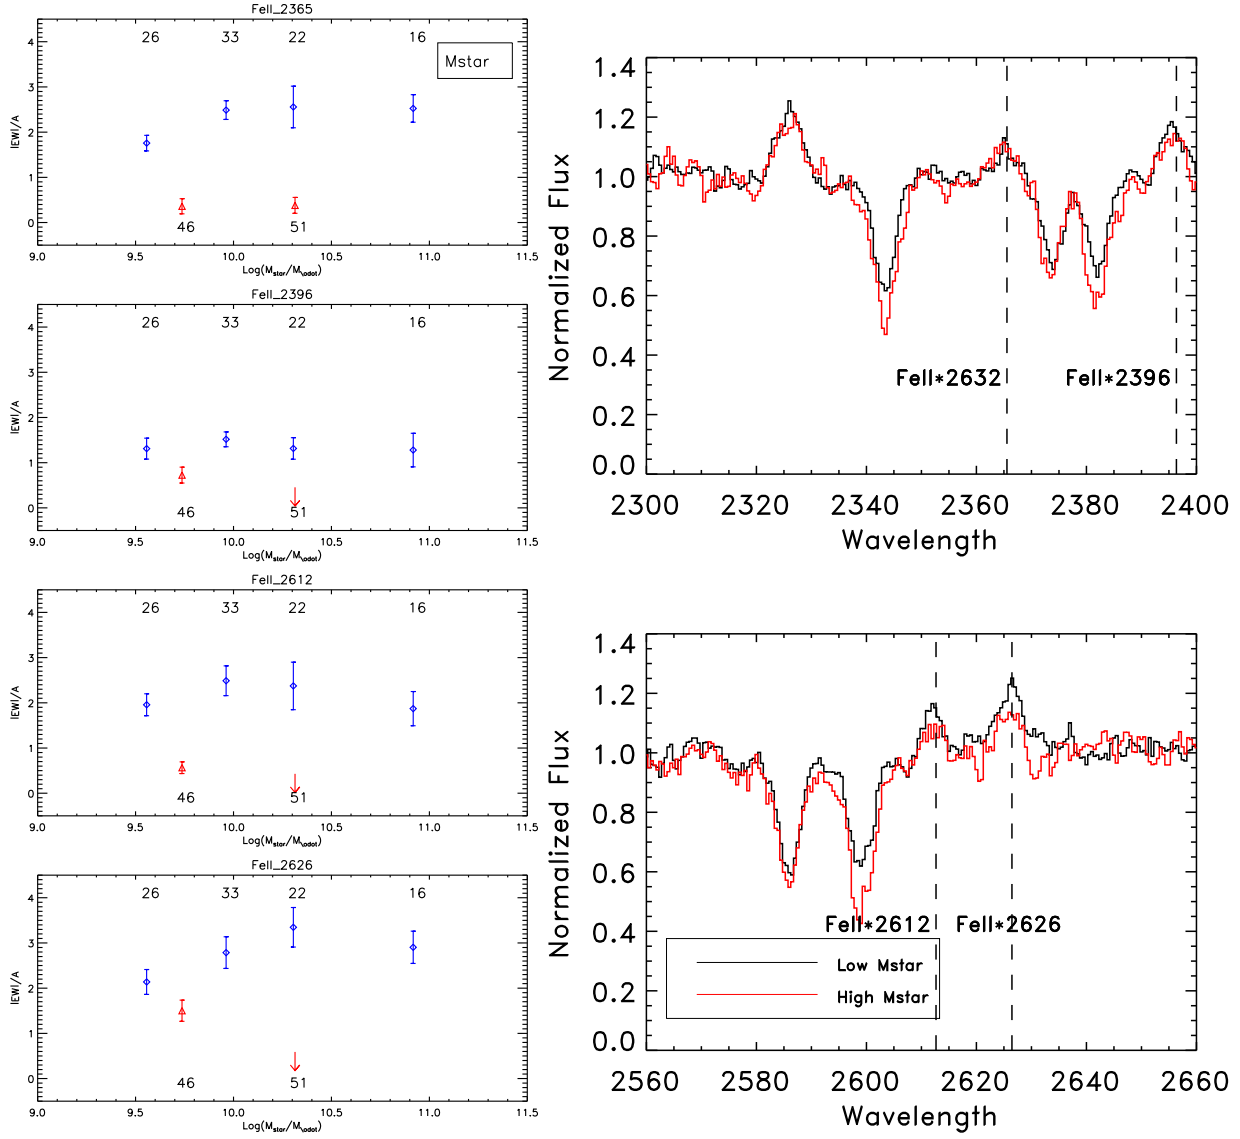 FeII_2365
26 33 22 16
Mstar
4
3
2
1
0
|EW|/A
46 51
9.0 9.5 10.0 10.5 11.0 11.5
Log(Mstar/M\odot)
FeII_2396
26 33 22 16
4
3
2
1
0
|EW|/A
46 51
9.0 9.5 10.0 10.5 11.0 11.5
Log(Mstar/M\odot)
FeII_2612
26 33 22 16
4
3
2
1
0
|EW|/A
46 51
9.0 9.5 10.0 10.5 11.0 11.5
Log(Mstar/M\odot)
FeII_2626
26 33 22 16
4
3
2
1
0
|EW|/A
46 51
9.0 9.5 10.0 10.5 11.0 11.5
Log(Mstar/M\odot)
1.4
1.2
1.0
0.8
0.6
0.4
0.2
0.0
Normalized Flux
FeII*2632 FeII*2396
2300 2320 2340 2360 2380 2400
Wavelength
1.4
1.2
1.0
0.8
0.6
0.4
0.2
0.0
Normalized Flux
FeII*2612 FeII*2626
Low Mstar
High Mstar
2560 2580 2600 2620 2640 2660
Wavelength